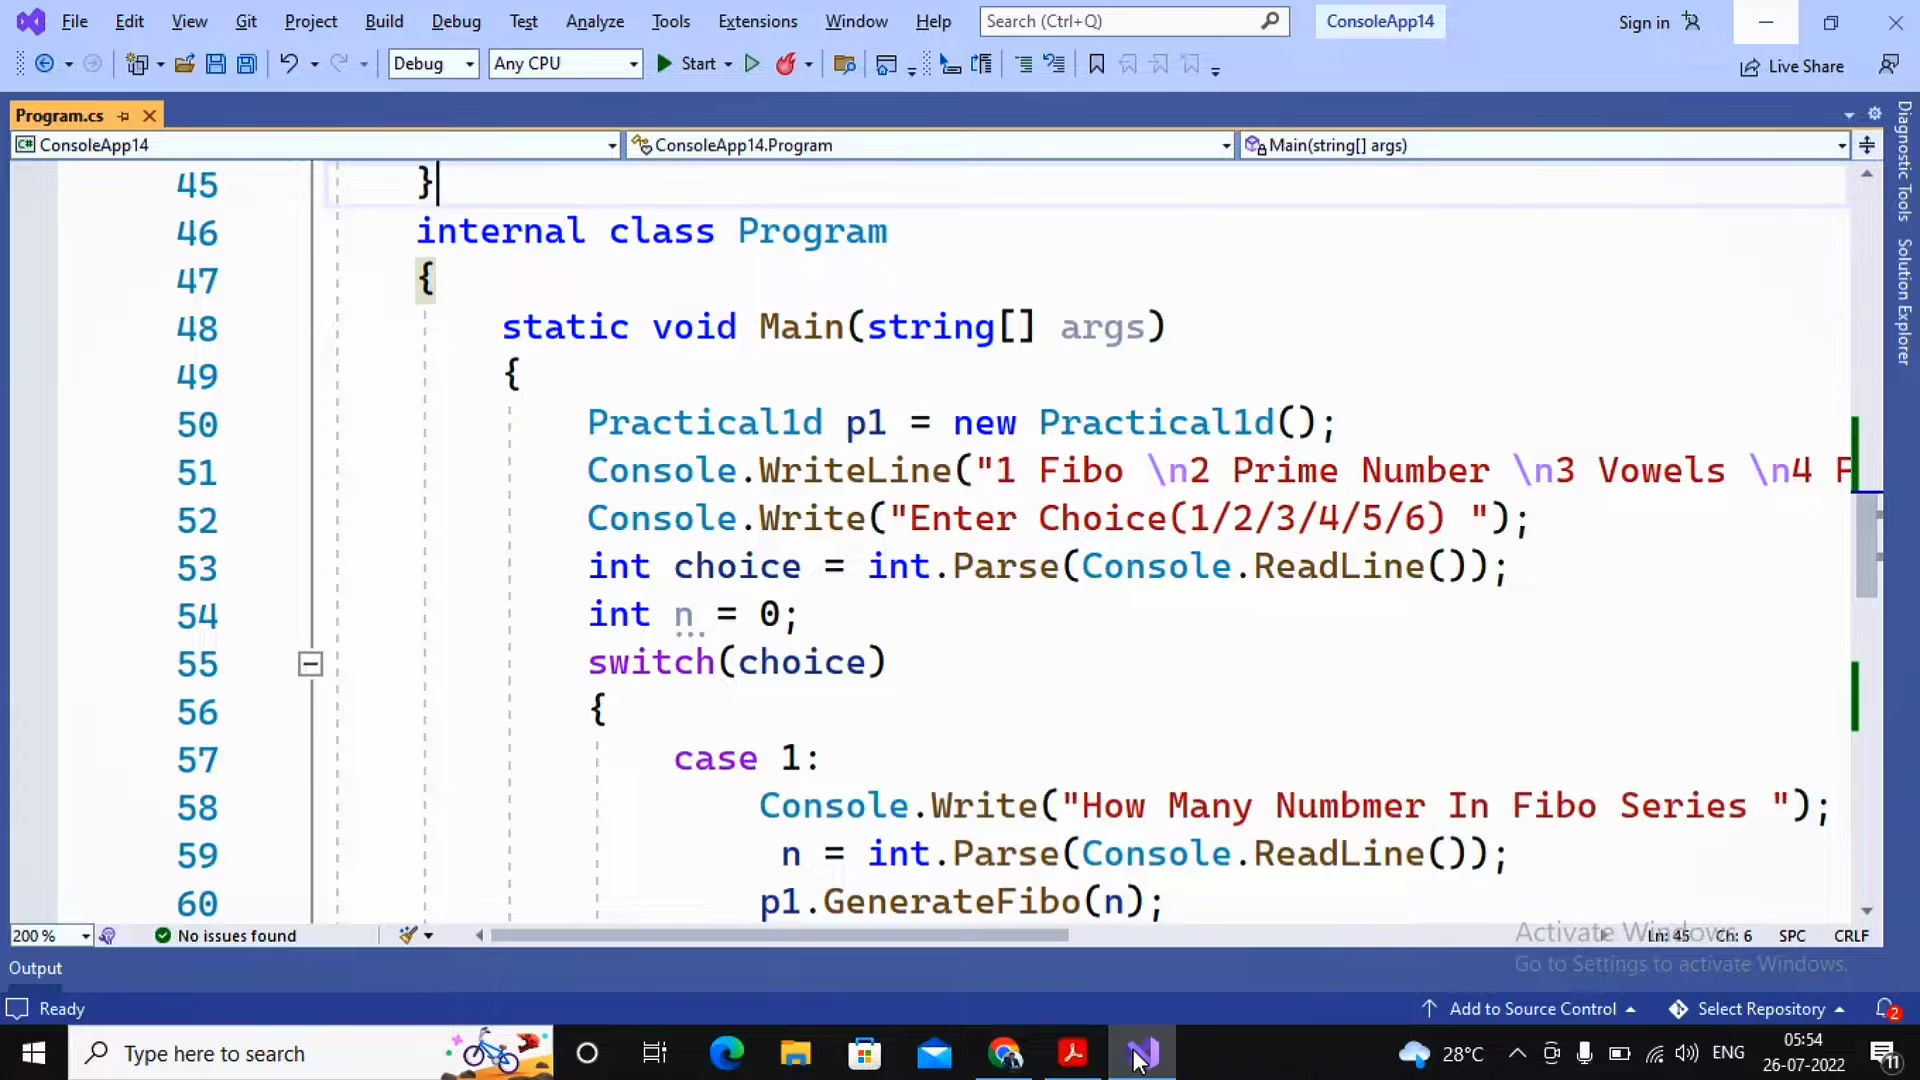 File Edit View Git Project Build Debug Test Analyze Tools Extensions Window Help Search (Ctrl+Q) ConsoleApp14 Sign in
Debug Any CPU Start Live Share
Program.cs
ConsoleApp14 ConsoleApp14.Program Main(string[] args)
Diagnostic Tools
Solution Explorer
45 }
46 internal class Program
47 {
48 static void Main(string[] args)
49 {
50 Practical1d p1 = new Practical1d();
51 Console.WriteLine("1 Fibo \n2 Prime Number \n3 Vowels \n4 F
52 Console.Write("Enter Choice(1/2/3/4/5/6) ");
53 int choice = int.Parse(Console.ReadLine());
54 int n = 0;
55 switch(choice)
56 {
57 case 1:
58 Console.Write("How Many Numbmer In Fibo Series ");
59 n = int.Parse(Console.ReadLine());
60 p1.GenerateFibo(n);
200 % No issues found Ln: 45 Ch: 6 SPC CRLF
Activate Windows
Go to Settings to activate Windows.
Output
Ready Add to Source Control Select Repository 2
Type here to search 28°C ENG 05:54
26-07-2022 11